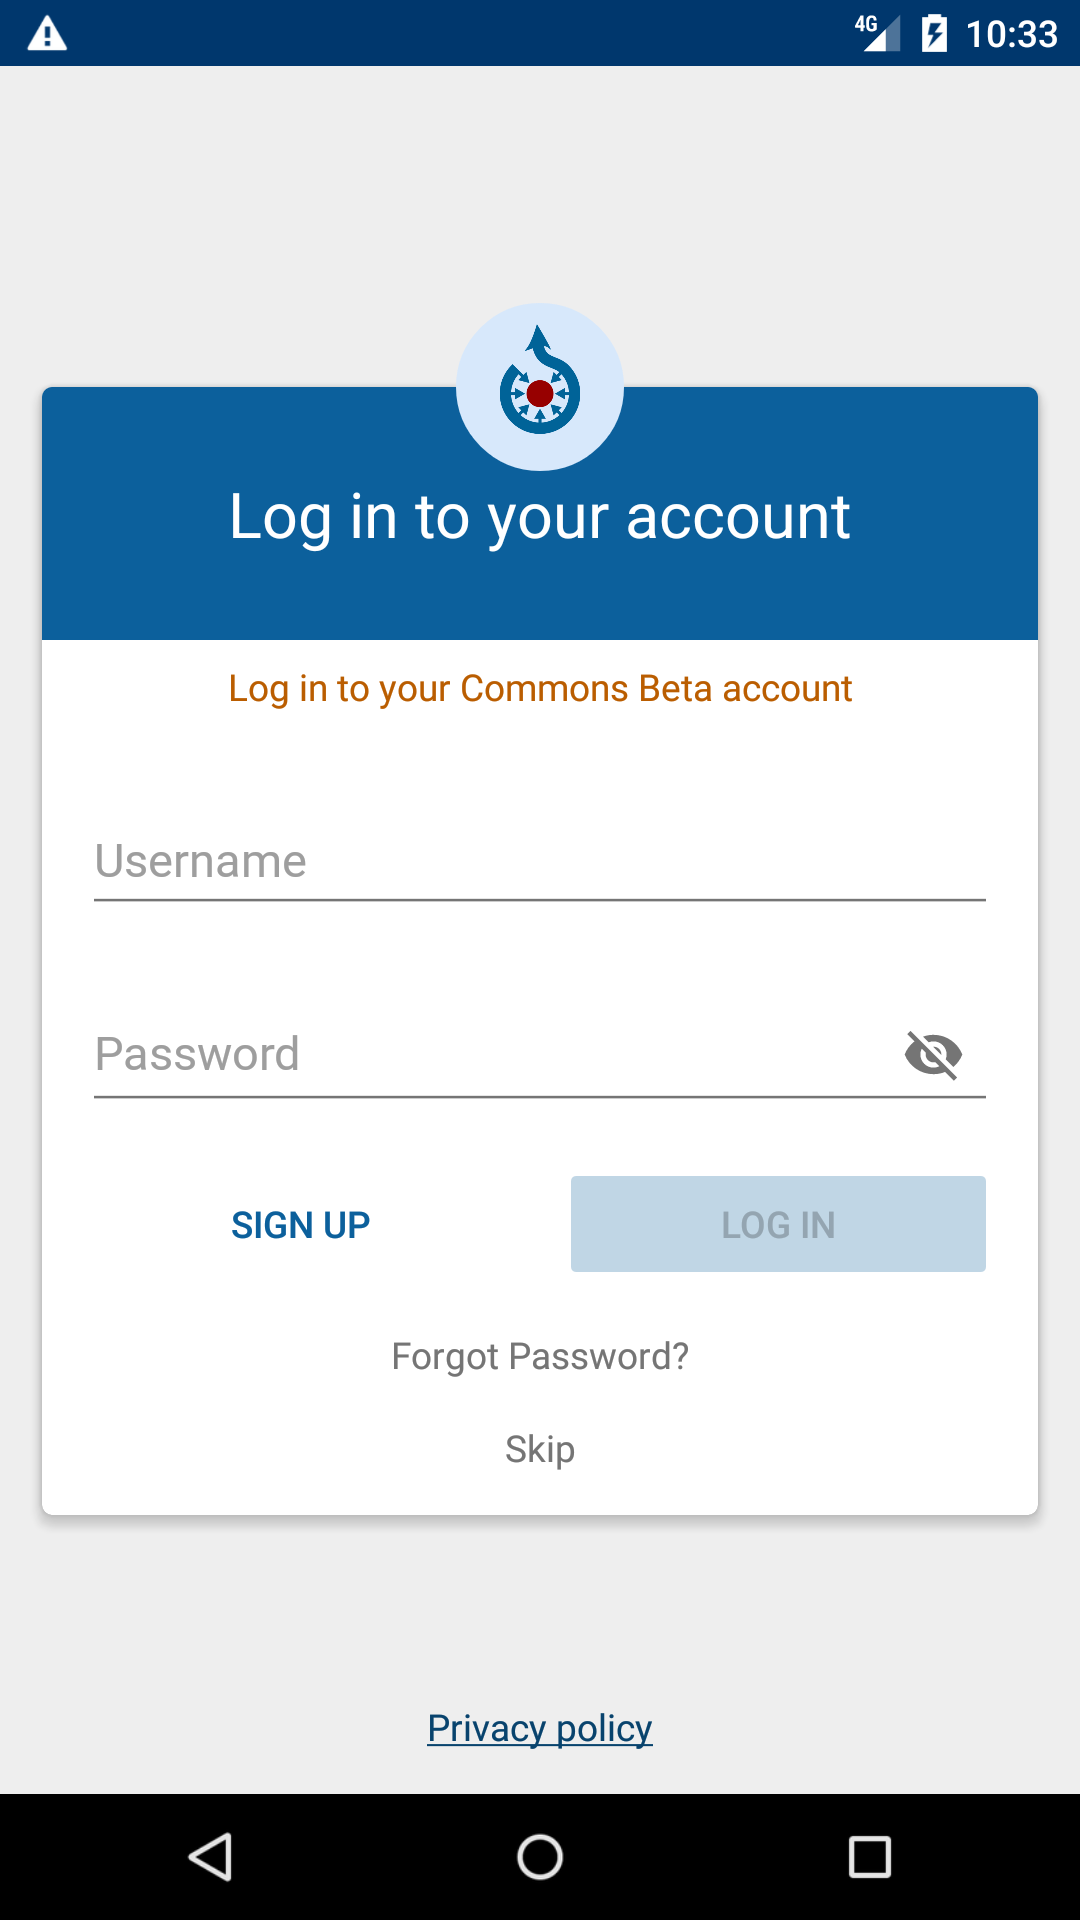 4G 10:33
Log in to your account
Log in to your Commons Beta account
Username
Password
SIGN UP LOG IN
Forgot Password?
Skip
Privacy policy